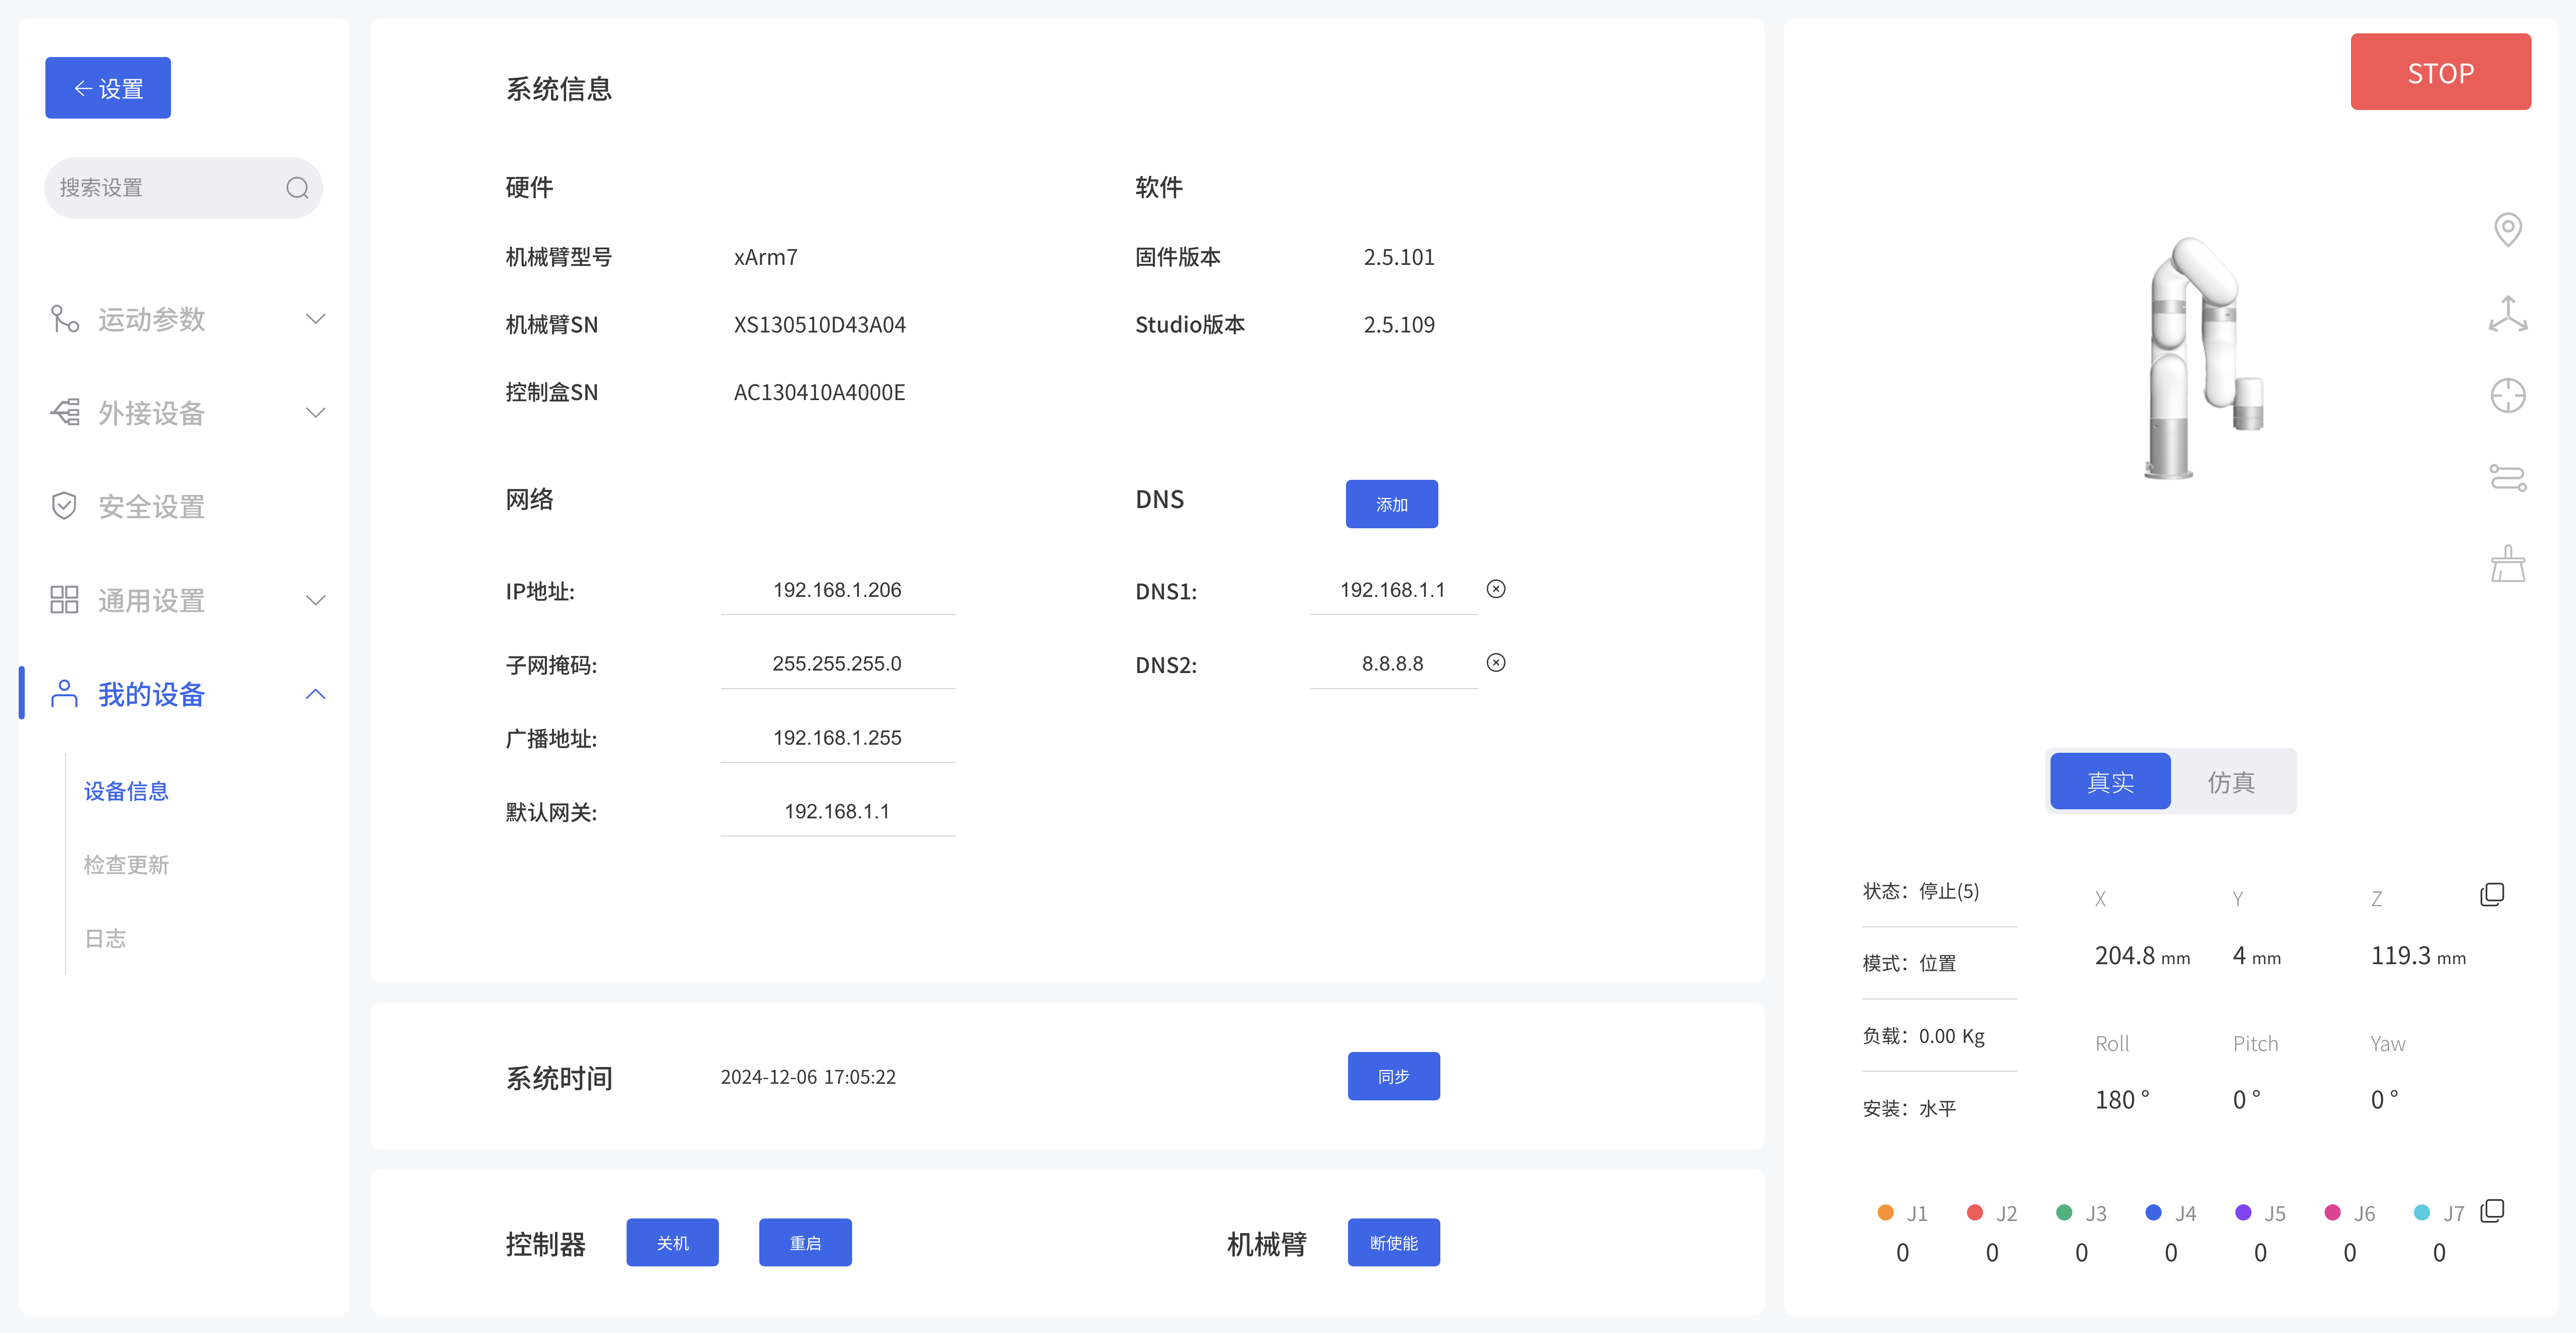 设置
搜索设置
运动参数
外接设备
安全设置
通用设置
我的设备
设备信息
检查更新
日志
系统信息
硬件
机械臂型号 xArm7
机械臂SN XS130510D43A04
控制盒SN AC130410A4000E
软件
固件版本 2.5.101
Studio版本 2.5.109
网络
IP地址: 192.168.1.206
子网掩码: 255.255.255.0
广播地址: 192.168.1.255
默认网关: 192.168.1.1
DNS 添加
DNS1: 192.168.1.1
DNS2: 8.8.8.8
系统时间 2024-12-06 17:05:22 同步
控制器 关机 重启 机械臂 断使能
STOP
真实 仿真
状态：停止(5)
模式：位置
负载：0.00 Kg
安装：水平
X Y Z
204.8 mm 4 mm 119.3 mm
Roll Pitch Yaw
180 ° 0 ° 0 °
J1 J2 J3 J4 J5 J6 J7
0 0 0 0 0 0 0